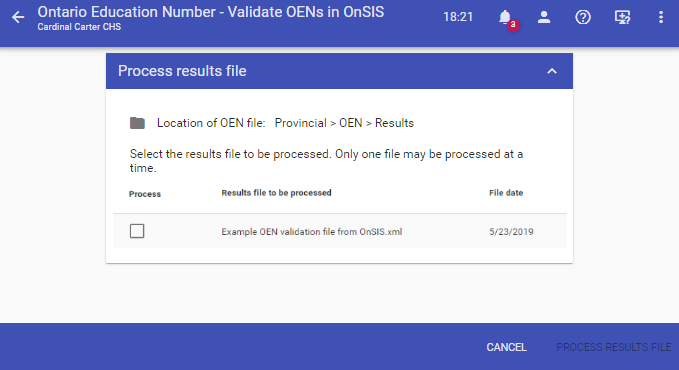 Ontario Education Number - Validate OENs in OnSIS
Cardinal Carter CHS
18:21
3
Process results file
Location of OEN file: Provincial > OEN > Results
Select the results file to be processed. Only one file may be processed at a
time.
Process Results file to be processed File date
Example OEN validation file from OnSIS.xml 5/23/2019
CANCEL PROCESS RESULTS FILE